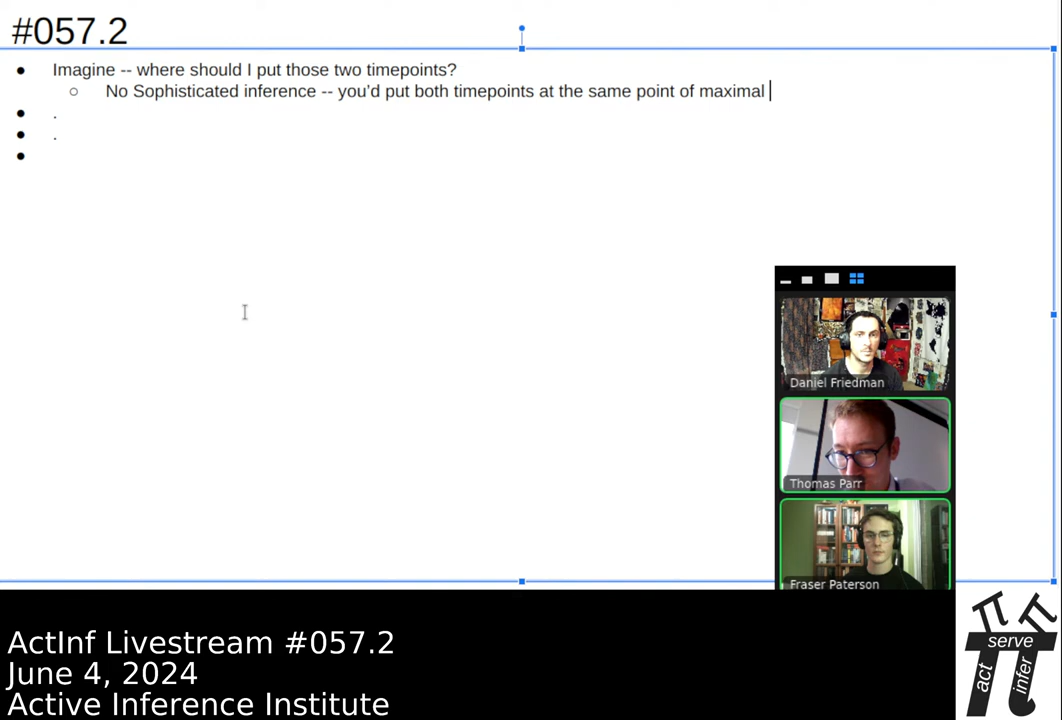 #057.2
● Imagine -- where should I put those two timepoints?
○ No Sophisticated inference -- you'd put both timepoints at the same point of maximal
● .
● .
●
Daniel Friedman
Thomas Parr
Fraser Paterson
ActInf Livestream #057.2
June 4, 2024
Active Inference Institute
π π
serve
act infer
π